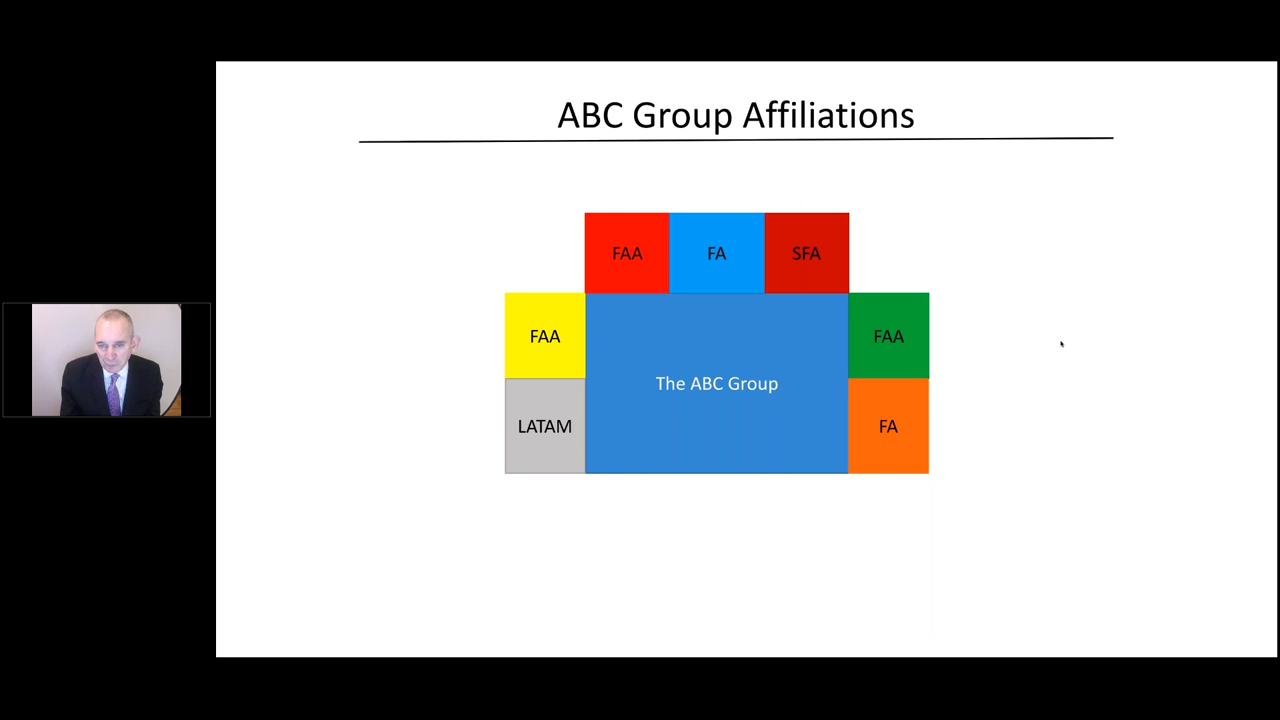 ABC Group Affiliations
FAA
FA
SFA
FAA
The ABC Group
FAA
LATAM
FA